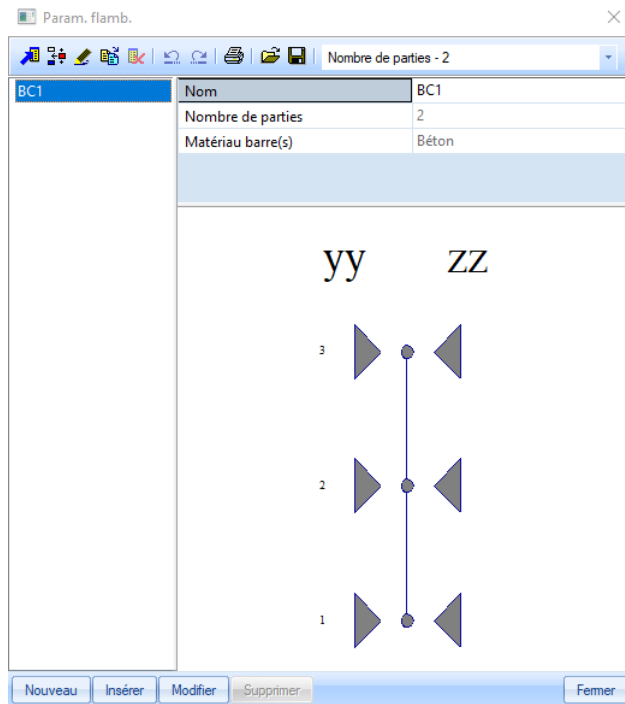 Param. flamb.
Nombre de parties - 2
BC1
Nom BC1
Nombre de parties 2
Matériau barre(s) Béton
yy zz
3
2
1
Nouveau Insérer Modifier Supprimer Fermer